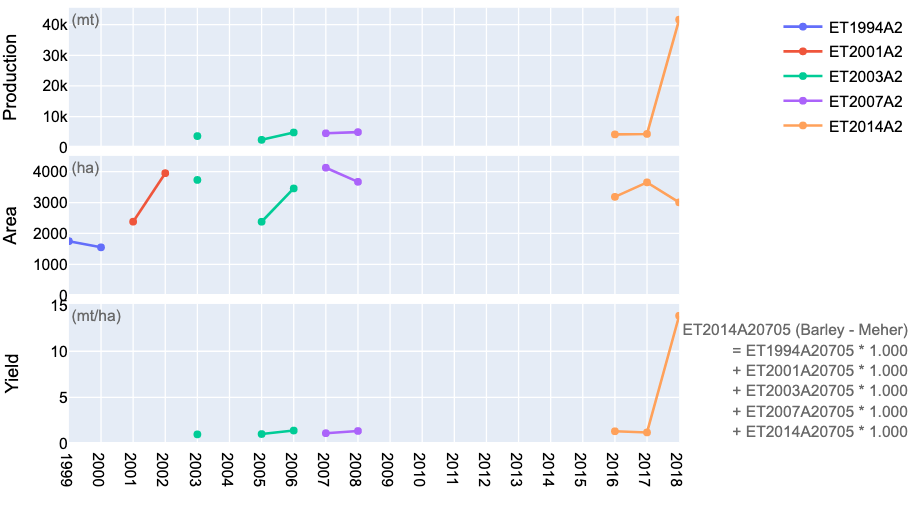 Production
(mt)
40k
30k
20k
10k
0
Area
(ha)
4000
3000
2000
1000
0
Yield
(mt/ha)
15
10
5
0
1999
2000
2001
2002
2003
2004
2005
2006
2007
2008
2009
2010
2011
2012
2013
2014
2015
2016
2017
2018
ET1994A2
ET2001A2
ET2003A2
ET2007A2
ET2014A2
ET2014A20705 (Barley - Meher)
= ET1994A20705 * 1.000
+ ET2001A20705 * 1.000
+ ET2003A20705 * 1.000
+ ET2007A20705 * 1.000
+ ET2014A20705 * 1.000